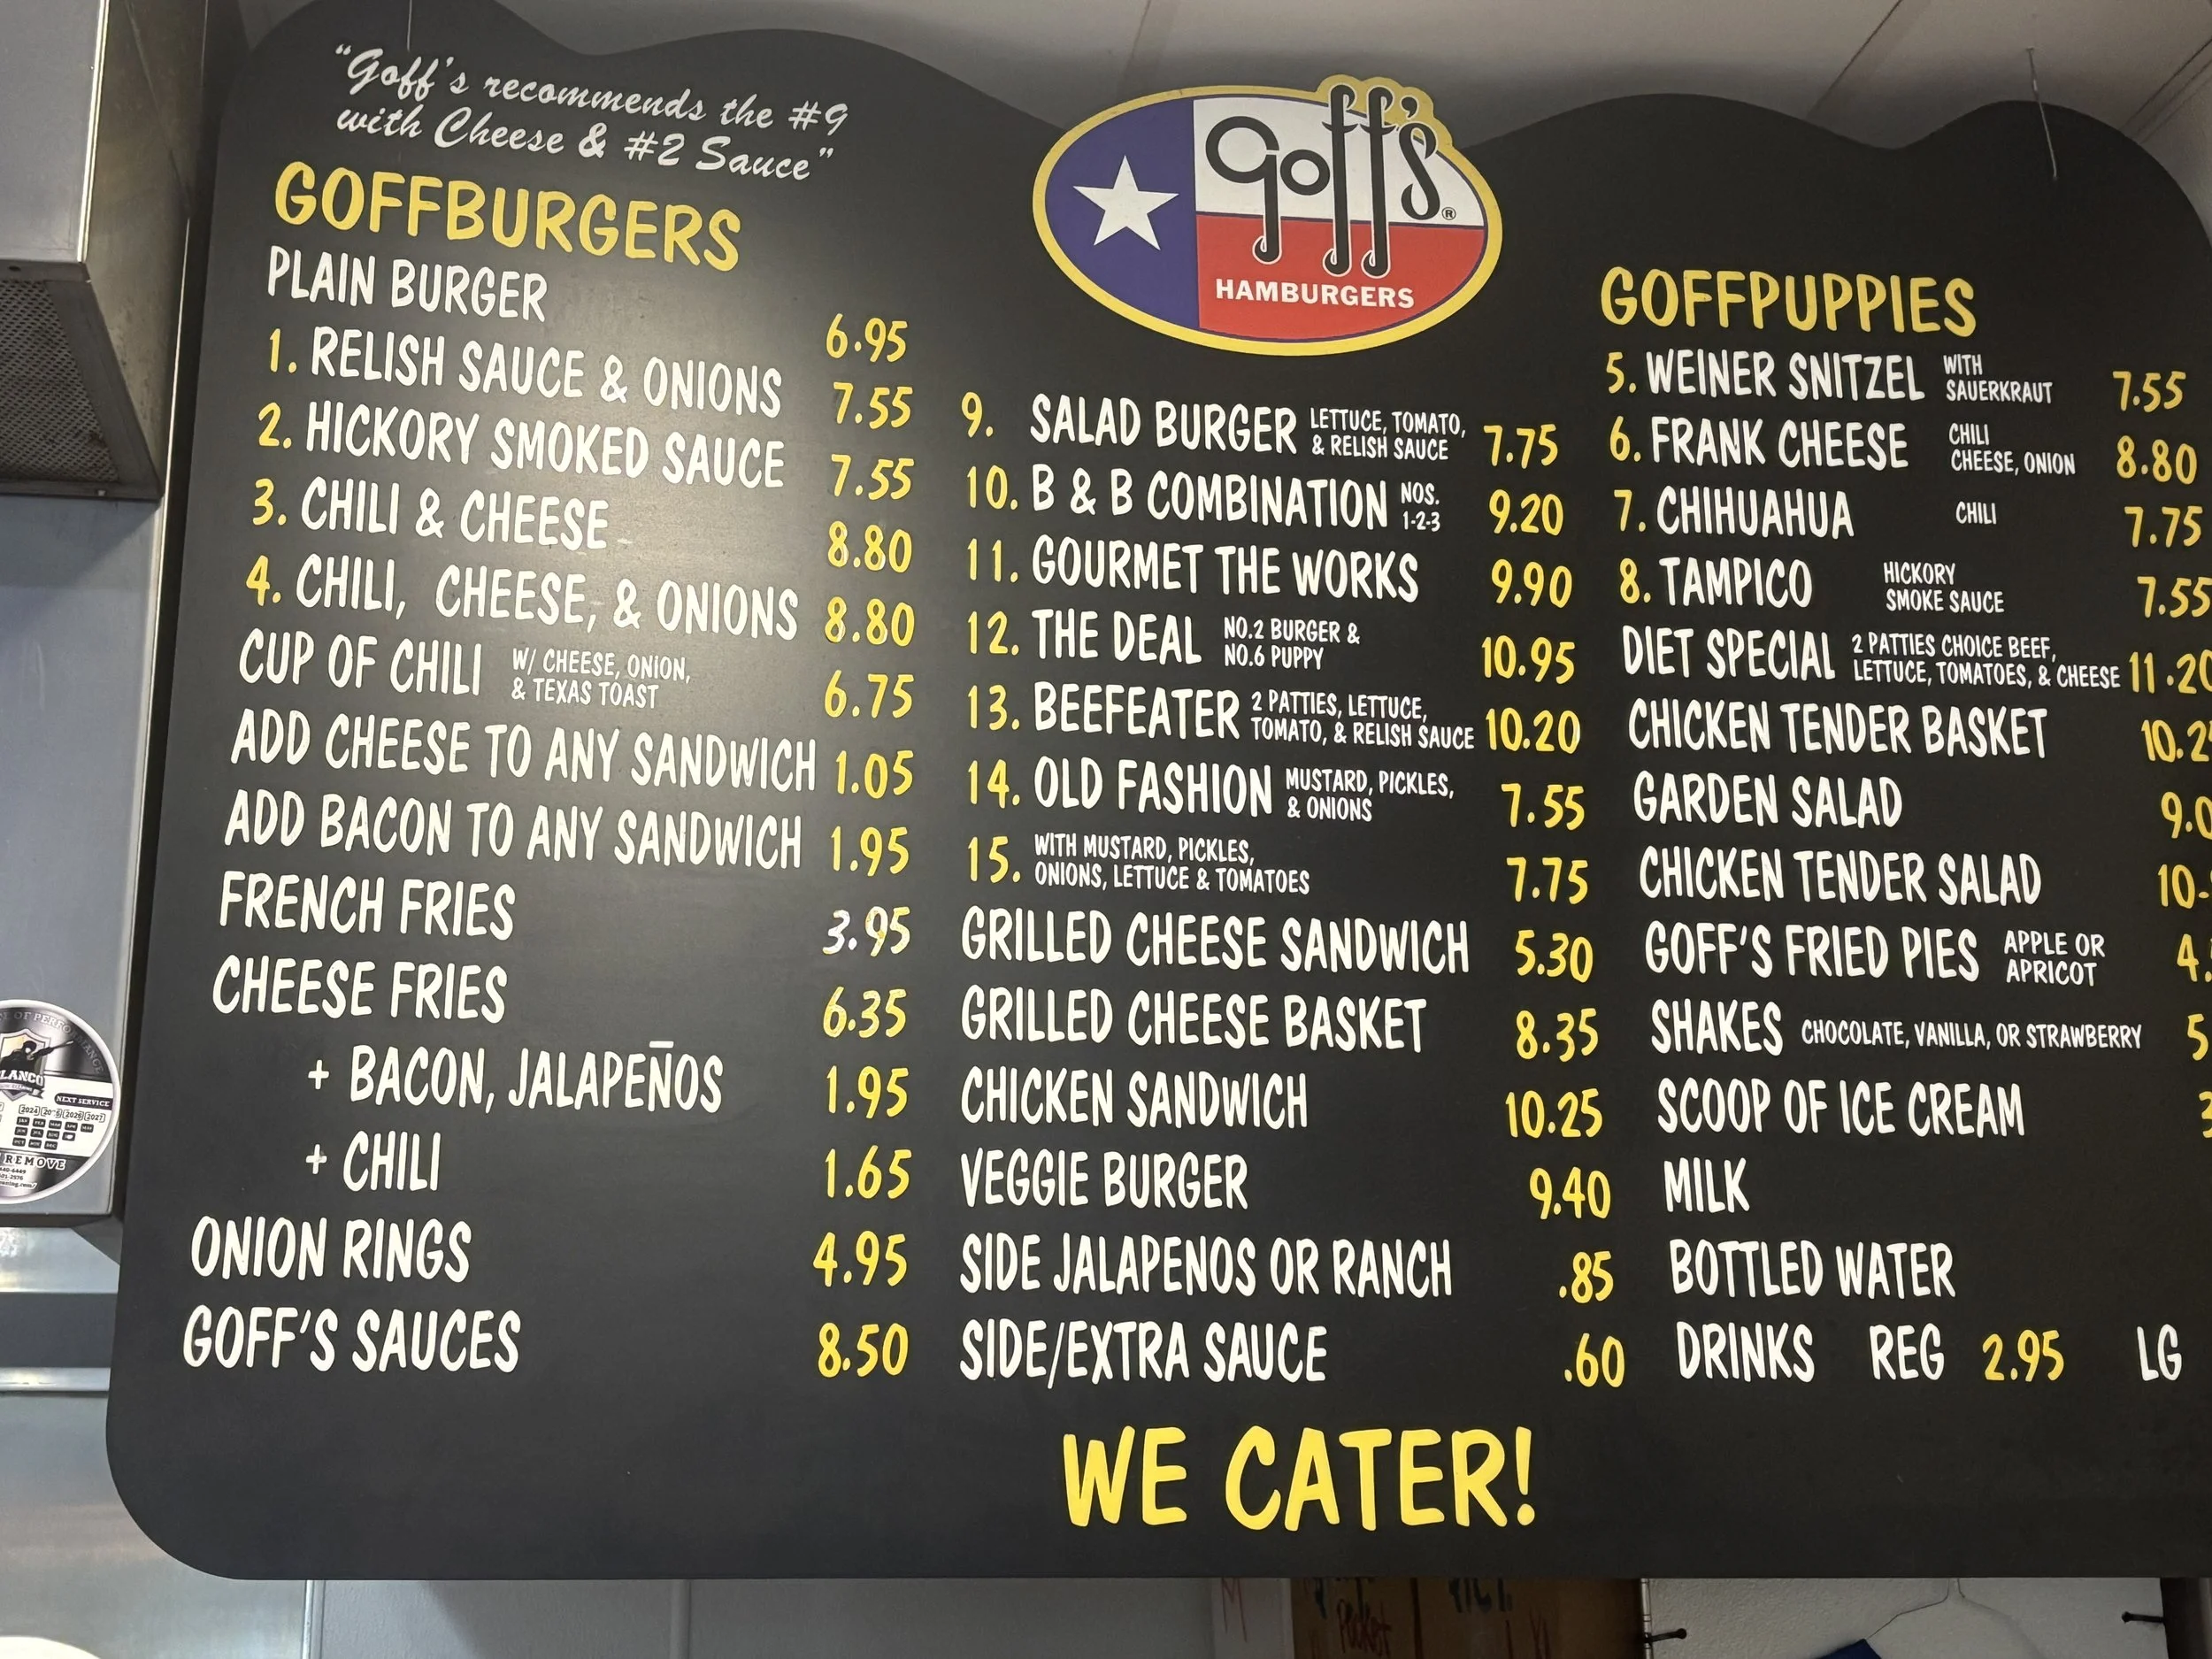 "Goff's recommends the #9
with Cheese & #2 Sauce"
GOFFBURGERS
PLAIN BURGER 6.95
1. RELISH SAUCE & ONIONS 7.55
2. HICKORY SMOKED SAUCE 7.55
3. CHILI & CHEESE 8.80
4. CHILI, CHEESE, & ONIONS 8.80
CUP OF CHILI W/ CHEESE, ONION,
& TEXAS TOAST 6.75
ADD CHEESE TO ANY SANDWICH 1.05
ADD BACON TO ANY SANDWICH 1.95
FRENCH FRIES 3.95
CHEESE FRIES 6.35
+ BACON, JALAPEÑOS 1.95
+ CHILI 1.65
ONION RINGS 4.95
GOFF'S SAUCES 8.50
goff's®
HAMBURGERS
9. SALAD BURGER LETTUCE, TOMATO,
& RELISH SAUCE 7.75
10. B & B COMBINATION NOS.
1-2-3 9.20
11. GOURMET THE WORKS 9.90
12. THE DEAL NO.2 BURGER &
NO.6 PUPPY 10.95
13. BEEFEATER 2 PATTIES, LETTUCE,
TOMATO, & RELISH SAUCE 10.20
14. OLD FASHION MUSTARD, PICKLES,
& ONIONS 7.55
15. WITH MUSTARD, PICKLES,
ONIONS, LETTUCE & TOMATOES 7.75
GRILLED CHEESE SANDWICH 5.30
GRILLED CHEESE BASKET 8.35
CHICKEN SANDWICH 10.25
VEGGIE BURGER 9.40
SIDE JALAPENOS OR RANCH .85
SIDE/EXTRA SAUCE .60
GOFFPUPPIES
5. WEINER SNITZEL WITH
SAUERKRAUT 7.55
6. FRANK CHEESE CHILI
CHEESE, ONION 8.80
7. CHIHUAHUA CHILI 7.75
8. TAMPICO HICKORY
SMOKE SAUCE 7.55
DIET SPECIAL 2 PATTIES CHOICE BEEF,
LETTUCE, TOMATOES, & CHEESE 11.20
CHICKEN TENDER BASKET
GARDEN SALAD
CHICKEN TENDER SALAD
GOFF'S FRIED PIES APPLE OR
APRICOT
SHAKES CHOCOLATE, VANILLA, OR STRAWBERRY
SCOOP OF ICE CREAM
MILK
BOTTLED WATER
DRINKS REG 2.95 LG
WE CATER!
NEXT SERVICE
REMOVE